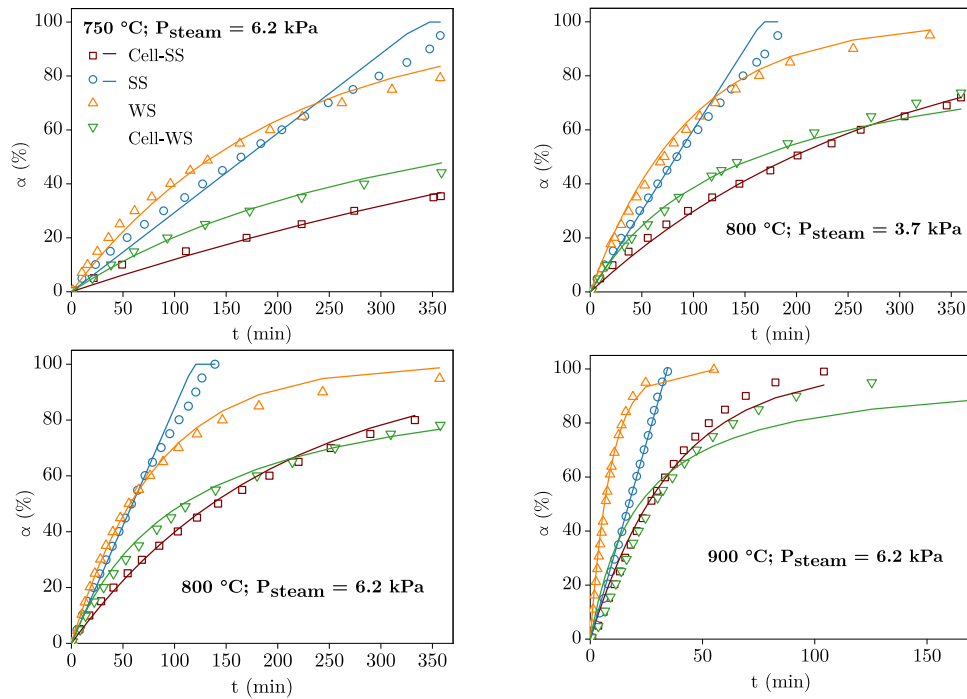 100
80
60
40
20
0
α (%)
750 °C; P_steam = 6.2 kPa
Cell-SS
SS
WS
Cell-WS
0 50 100 150 200 250 300 350
t (min)
100
80
60
40
20
0
α (%)
800 °C; P_steam = 3.7 kPa
0 50 100 150 200 250 300 350
t (min)
100
80
60
40
20
0
α (%)
800 °C; P_steam = 6.2 kPa
0 50 100 150 200 250 300 350
t (min)
100
80
60
40
20
0
α (%)
900 °C; P_steam = 6.2 kPa
0 50 100 150
t (min)